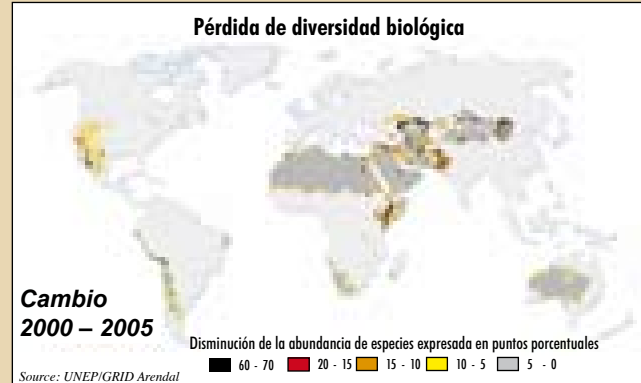 Pérdida de diversidad biológica
Cambio
2000 – 2005
Disminución de la abundancia de especies expresada en puntos porcentuales
60 - 70 20 - 15 15 - 10 10 - 5 5 - 0
Source: UNEP/GRID Arendal